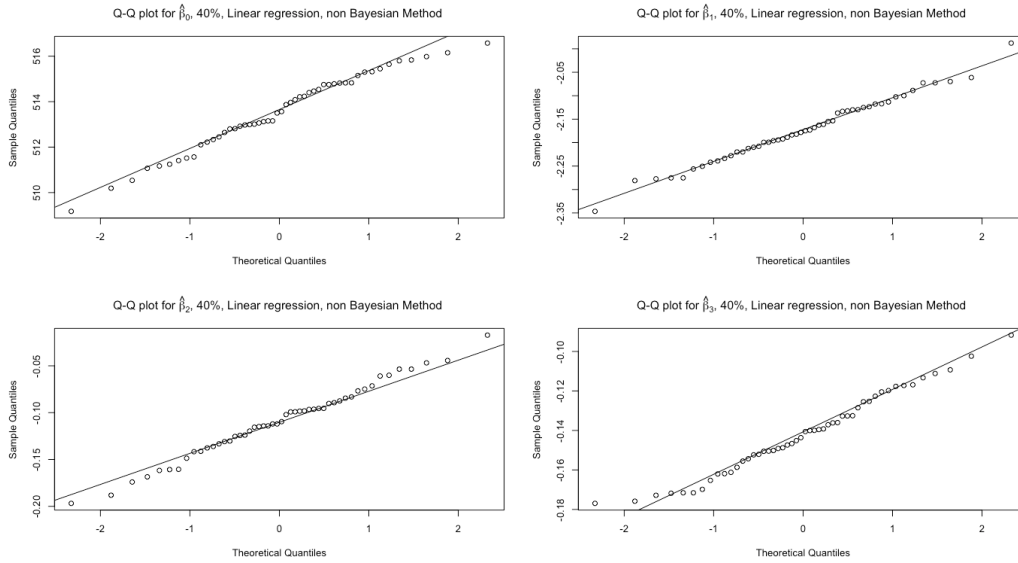 Q-Q plot for β̂₀, 40%, Linear regression, non Bayesian Method
Sample Quantiles
516
514
512
510
-2 -1 0 1 2
Theoretical Quantiles
Q-Q plot for β̂₁, 40%, Linear regression, non Bayesian Method
Sample Quantiles
-2.05
-2.15
-2.25
-2.35
-2 -1 0 1 2
Theoretical Quantiles
Q-Q plot for β̂₂, 40%, Linear regression, non Bayesian Method
Sample Quantiles
-0.05
-0.10
-0.15
-0.20
-2 -1 0 1 2
Theoretical Quantiles
Q-Q plot for β̂₃, 40%, Linear regression, non Bayesian Method
Sample Quantiles
-0.10
-0.12
-0.14
-0.16
-0.18
-2 -1 0 1 2
Theoretical Quantiles